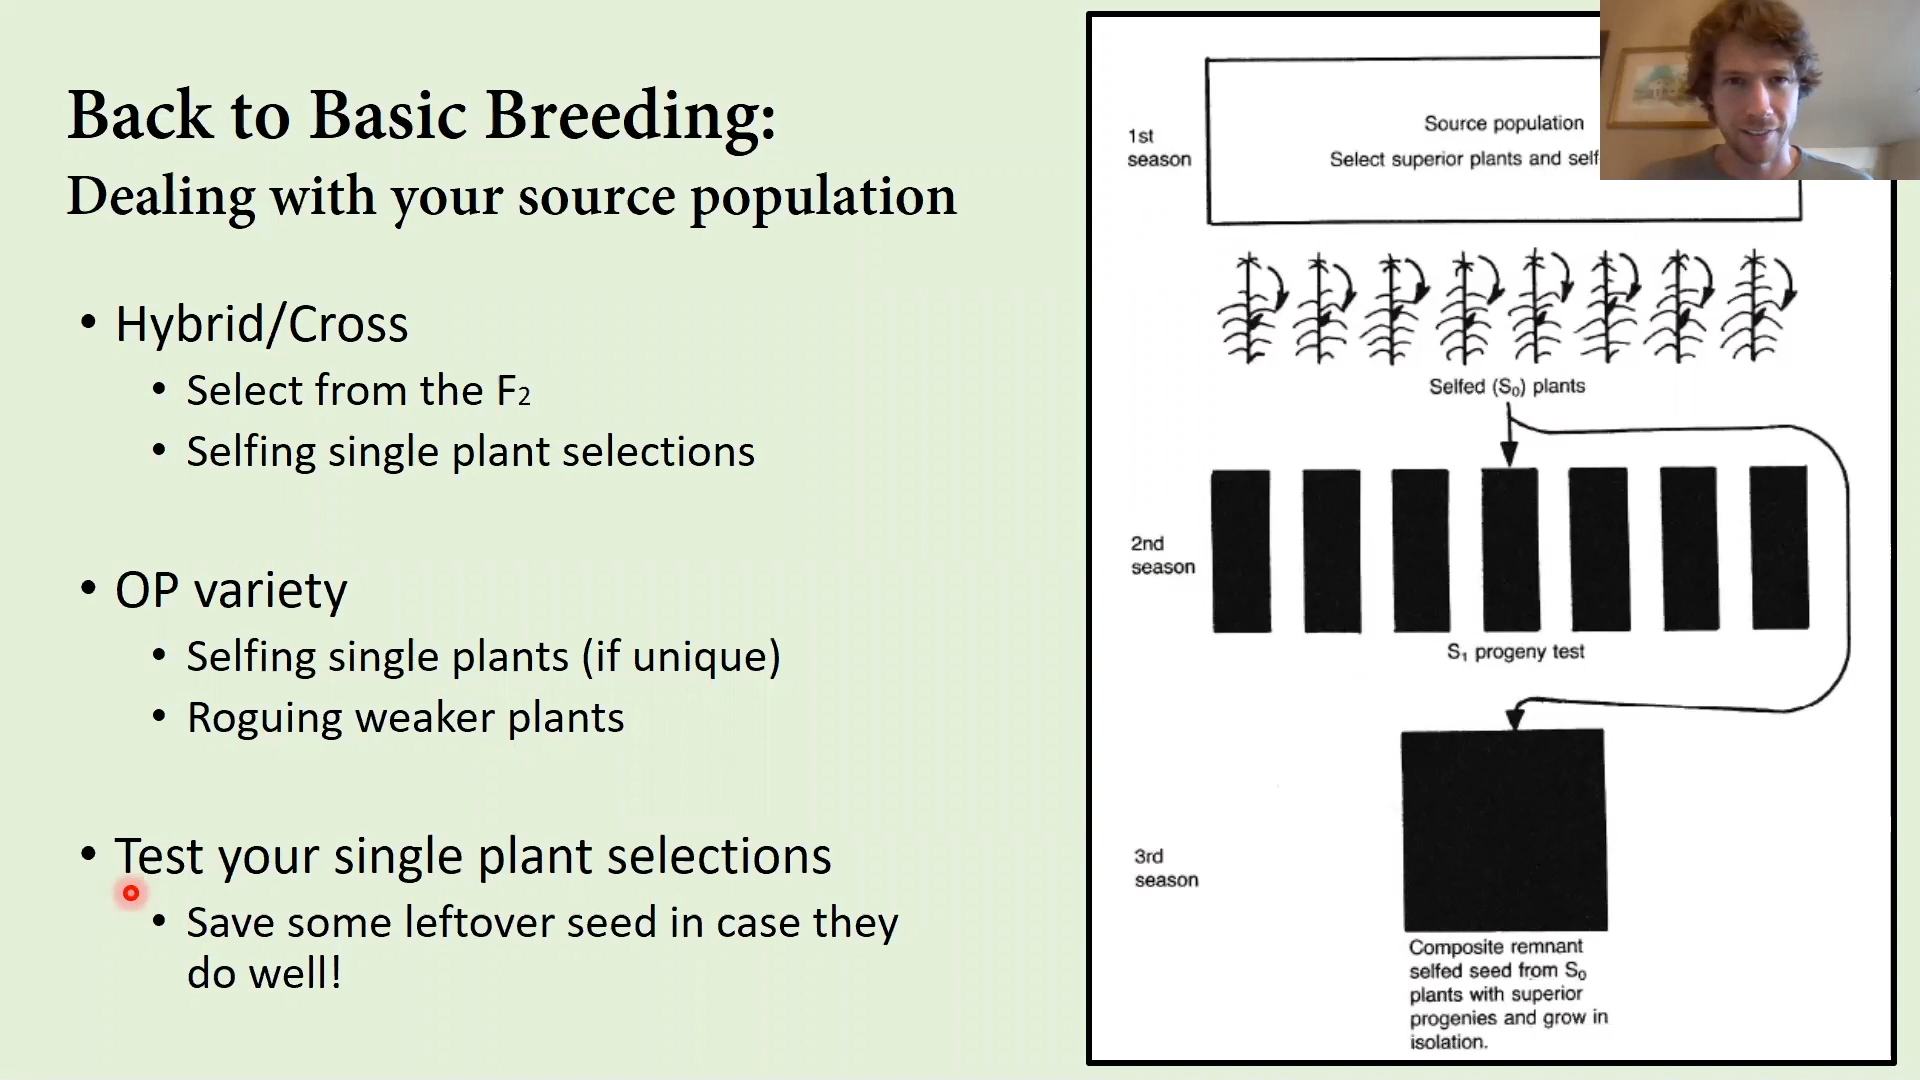 Back to Basic Breeding:
Dealing with your source population
• Hybrid/Cross
• Select from the F₂
• Selfing single plant selections
• OP variety
• Selfing single plants (if unique)
• Roguing weaker plants
• Test your single plant selections
• Save some leftover seed in case they
do well!
1st
season
Source population
Select superior plants and self
Selfed (S₀) plants
2nd
season
S₁ progeny test
3rd
season
Composite remnant
selfed seed from S₀
plants with superior
progenies and grow in
isolation.